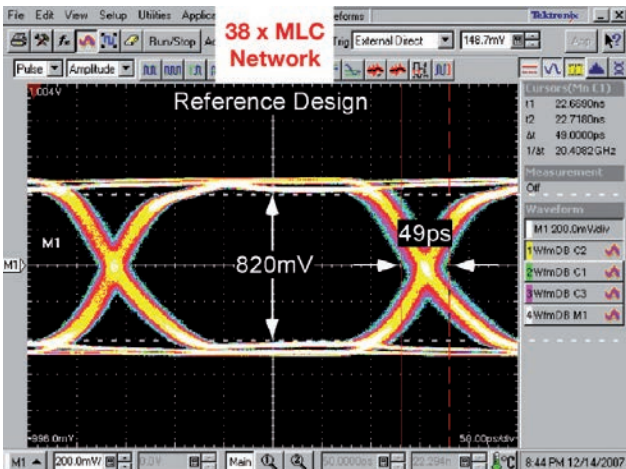 File Edit View Setup Utilities Applic
eforms
Tektronix
38 x MLC
Network
Run/Stop
Trig External Direct
148.7mV
App
Pulse
Amplitude
1.004V
Reference Design
M1
M1
820mV
49ps
-996.0mV
50.00ps/div
Cursors(Mn C1)
t1 22.6690ns
t2 22.7180ns
Δt 49.0000ps
1/Δt 20.4082GHz
Measurement
Off
Waveform
M1 200.0mV/div
1 WfmDB C2
2 WfmDB C1
3 WfmDB C3
4 WfmDB M1
M1
200.0mV
0.0V
Main
50.0000ps
8:44 PM 12/14/2007